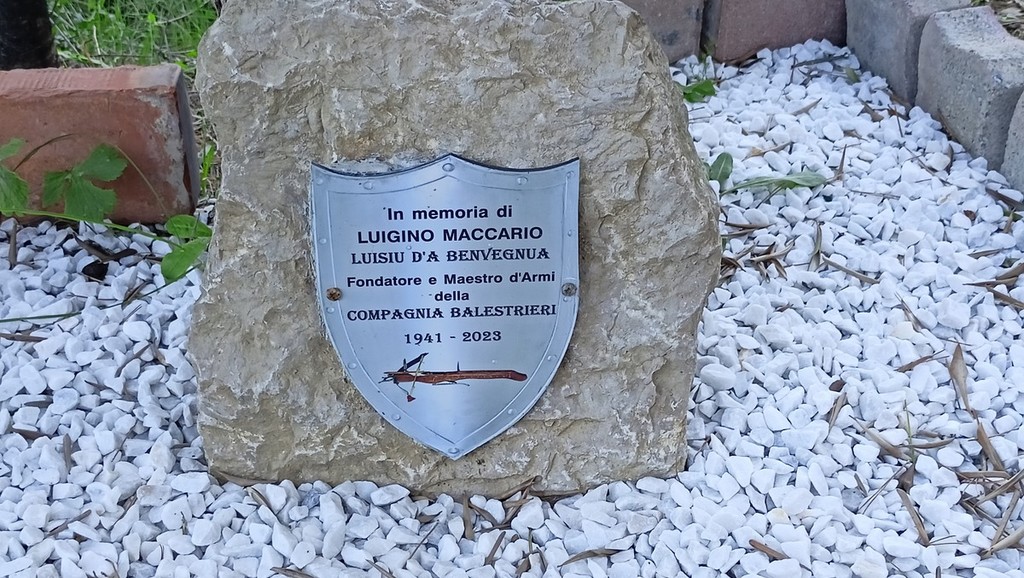 In memoria di
LUIGINO MACCARIO
LUISIU D'A BENVEGNUA
Fondatore e Maestro d'Armi
della
COMPAGNIA BALESTRIERI
1941 - 2023